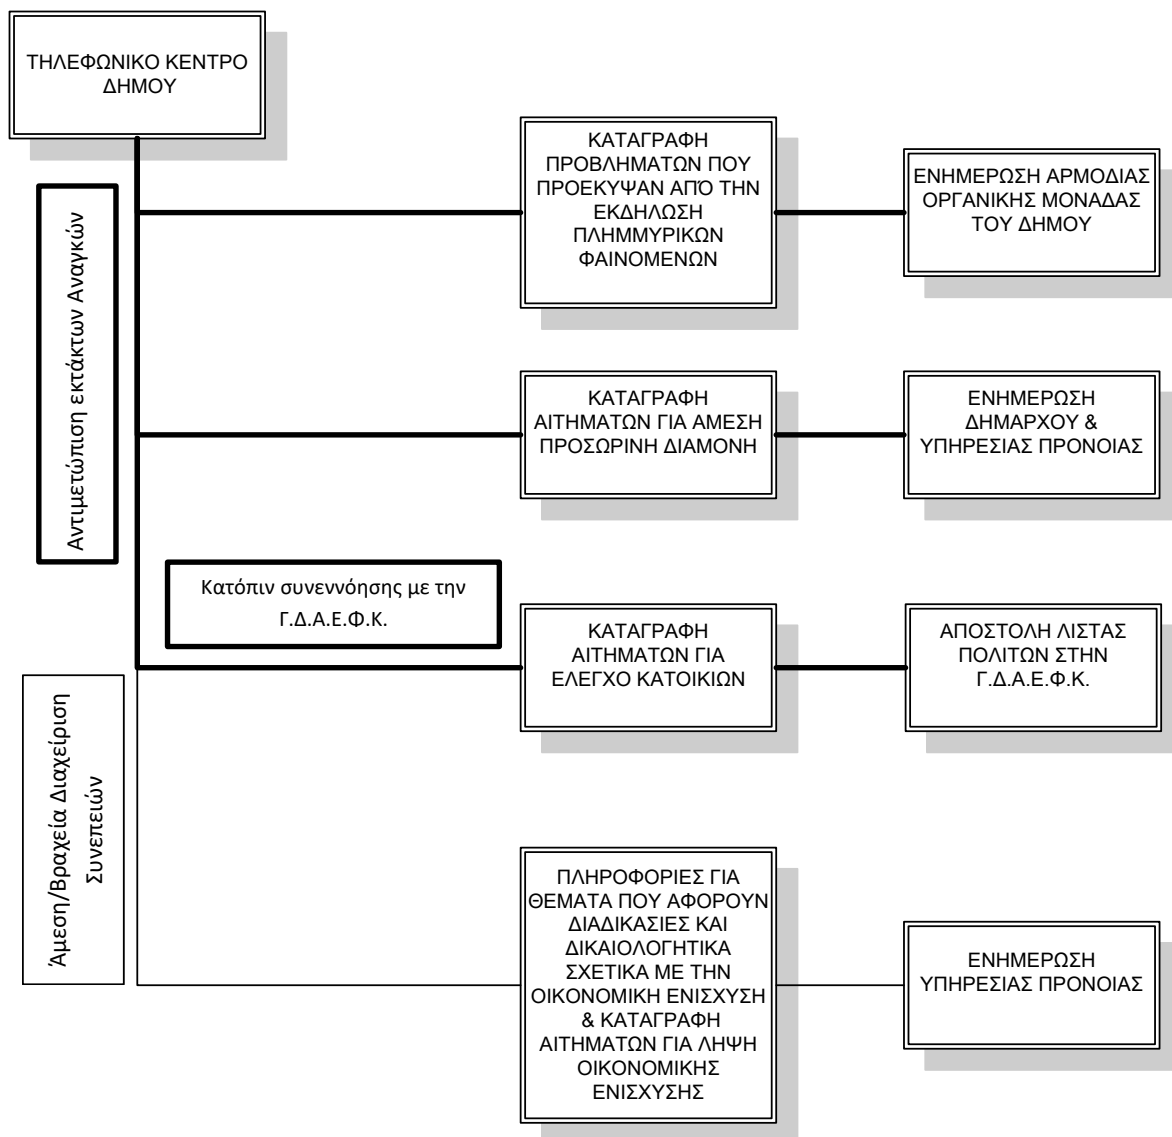 ΤΗΛΕΦΩΝΙΚΟ ΚΕΝΤΡΟ
ΔΗΜΟΥ
Αντιμετώπιση εκτάκτων Αναγκών
ΚΑΤΑΓΡΑΦΗ
ΠΡΟΒΛΗΜΑΤΩΝ ΠΟΥ
ΠΡΟΕΚΥΨΑΝ ΑΠΌ ΤΗΝ
ΕΚΔΗΛΩΣΗ
ΠΛΗΜΜΥΡΙΚΩΝ
ΦΑΙΝΟΜΕΝΩΝ
ΕΝΗΜΕΡΩΣΗ ΑΡΜΟΔΙΑΣ
ΟΡΓΑΝΙΚΗΣ ΜΟΝΑΔΑΣ
ΤΟΥ ΔΗΜΟΥ
ΚΑΤΑΓΡΑΦΗ
ΑΙΤΗΜΑΤΩΝ ΓΙΑ ΑΜΕΣΗ
ΠΡΟΣΩΡΙΝΗ ΔΙΑΜΟΝΗ
ΕΝΗΜΕΡΩΣΗ
ΔΗΜΑΡΧΟΥ &
ΥΠΗΡΕΣΙΑΣ ΠΡΟΝΟΙΑΣ
Κατόπιν συνεννόησης με την
Γ.Δ.Α.Ε.Φ.Κ.
ΚΑΤΑΓΡΑΦΗ
ΑΙΤΗΜΑΤΩΝ ΓΙΑ
ΕΛΕΓΧΟ ΚΑΤΟΙΚΙΩΝ
ΑΠΟΣΤΟΛΗ ΛΙΣΤΑΣ
ΠΟΛΙΤΩΝ ΣΤΗΝ
Γ.Δ.Α.Ε.Φ.Κ.
Άμεση/Βραχεία Διαχείριση
Συνεπειών
ΠΛΗΡΟΦΟΡΙΕΣ ΓΙΑ
ΘΕΜΑΤΑ ΠΟΥ ΑΦΟΡΟΥΝ
ΔΙΑΔΙΚΑΣΙΕΣ ΚΑΙ
ΔΙΚΑΙΟΛΟΓΗΤΙΚΑ
ΣΧΕΤΙΚΑ ΜΕ ΤΗΝ
ΟΙΚΟΝΟΜΙΚΗ ΕΝΙΣΧΥΣΗ
& ΚΑΤΑΓΡΑΦΗ
ΑΙΤΗΜΑΤΩΝ ΓΙΑ ΛΗΨΗ
ΟΙΚΟΝΟΜΙΚΗΣ
ΕΝΙΣΧΥΣΗΣ
ΕΝΗΜΕΡΩΣΗ
ΥΠΗΡΕΣΙΑΣ ΠΡΟΝΟΙΑΣ